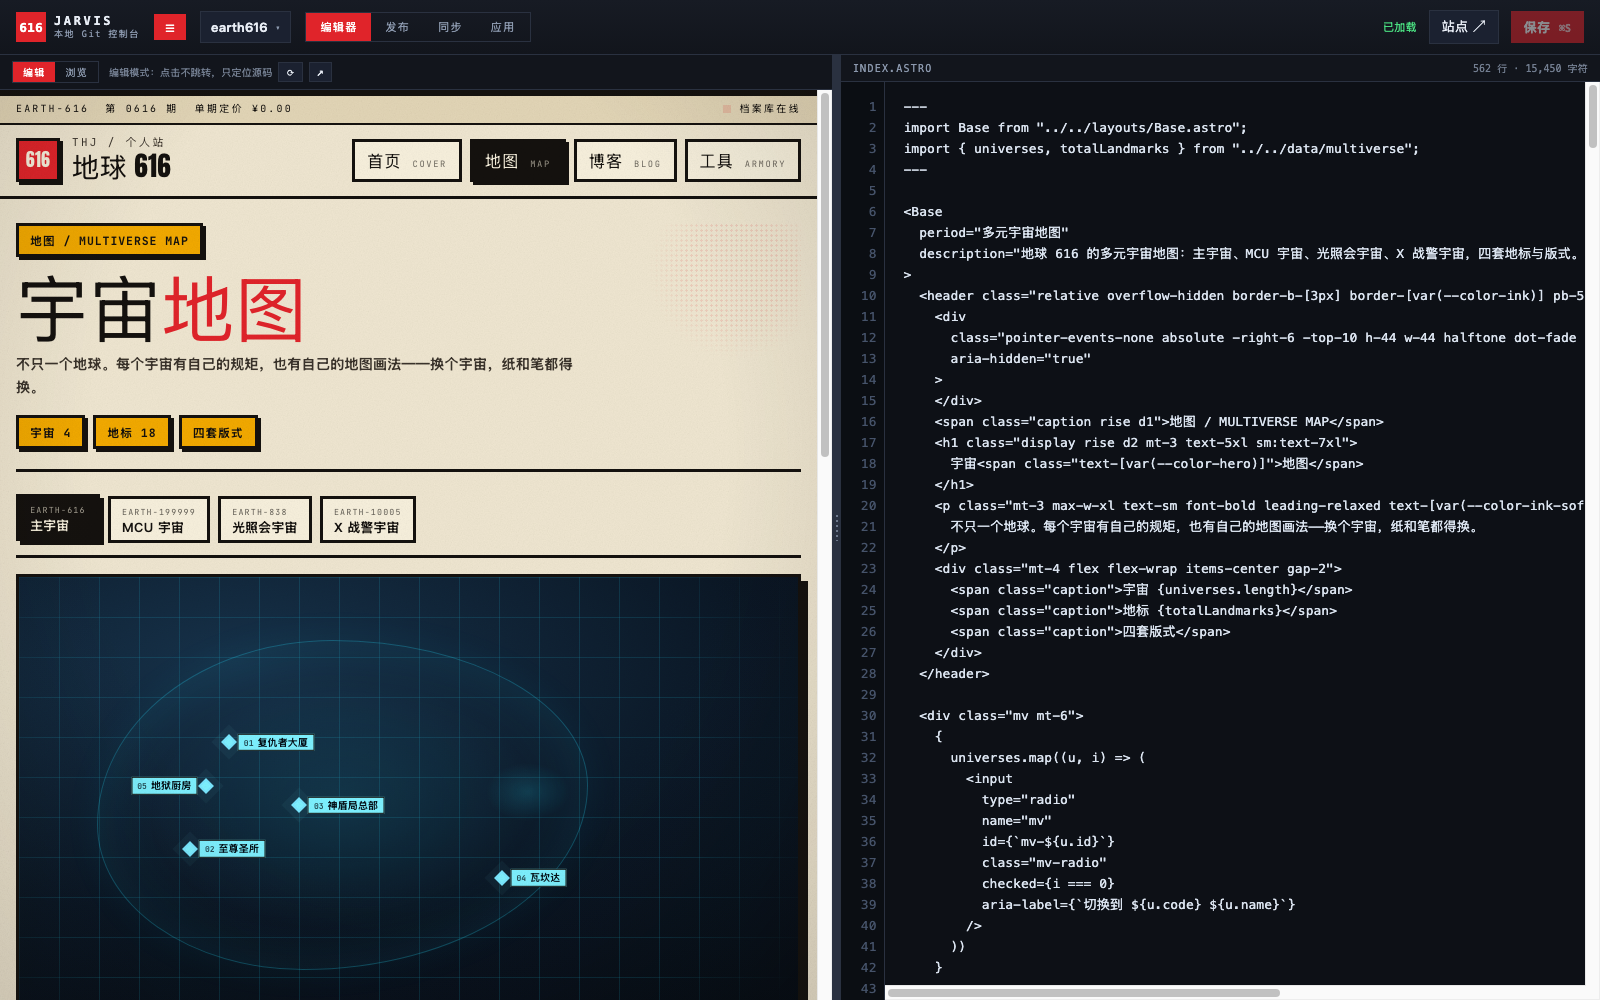 616 JARVIS
本地 Git 控制台
≡
earth616
编辑器 发布 同步 应用
已加载 站点 ↗ 保存 ⌘S
编辑 浏览 编辑模式: 点击不跳转, 只定位源码 ⟳ ↗
EARTH-616 第 0616 期 单期定价 ¥0.00 档案库在线
616 THJ / 个人站
地球 616
首页 COVER 地图 MAP 博客 BLOG 工具 ARMORY
地图 / MULTIVERSE MAP
宇宙地图
不只一个地球。每个宇宙有自己的规矩，也有自己的地图画法——换个宇宙，纸和笔都得
换。
宇宙 4 地标 18 四套版式
EARTH-616
主宇宙
EARTH-199999
MCU 宇宙
EARTH-838
光照会宇宙
EARTH-10005
X 战警宇宙
01 复仇者大厦
05 地狱厨房
03 神盾局总部
02 至尊圣所
04 瓦坎达
INDEX.ASTRO 562 行 · 15,450 字符
1 ---
2 import Base from "../../layouts/Base.astro";
3 import { universes, totalLandmarks } from "../../data/multiverse";
4 ---
5
6 <Base
7 period="多元宇宙地图"
8 description="地球 616 的多元宇宙地图：主宇宙、MCU 宇宙、光照会宇宙、X 战警宇宙，四套地标与版式。
9 >
10 <header class="relative overflow-hidden border-b-[3px] border-[var(--color-ink)] pb-5
11 <div
12 class="pointer-events-none absolute -right-6 -top-10 h-44 w-44 halftone dot-fade
13 aria-hidden="true"
14 >
15 </div>
16 <span class="caption rise d1">地图 / MULTIVERSE MAP</span>
17 <h1 class="display rise d2 mt-3 text-5xl sm:text-7xl">
18 宇宙<span class="text-[var(--color-hero)]">地图</span>
19 </h1>
20 <p class="mt-3 max-w-xl text-sm font-bold leading-relaxed text-[var(--color-ink-sof
21 不只一个地球。每个宇宙有自己的规矩，也有自己的地图画法——换个宇宙，纸和笔都得换。
22 </p>
23 <div class="mt-4 flex flex-wrap items-center gap-2">
24 <span class="caption">宇宙 {universes.length}</span>
25 <span class="caption">地标 {totalLandmarks}</span>
26 <span class="caption">四套版式</span>
27 </div>
28 </header>
29
30 <div class="mv mt-6">
31 {
32 universes.map((u, i) => (
33 <input
34 type="radio"
35 name="mv"
36 id={`mv-${u.id}`}
37 class="mv-radio"
38 checked={i === 0}
39 aria-label={`切换到 ${u.code} ${u.name}`}
40 />
41 ))
42 }
43